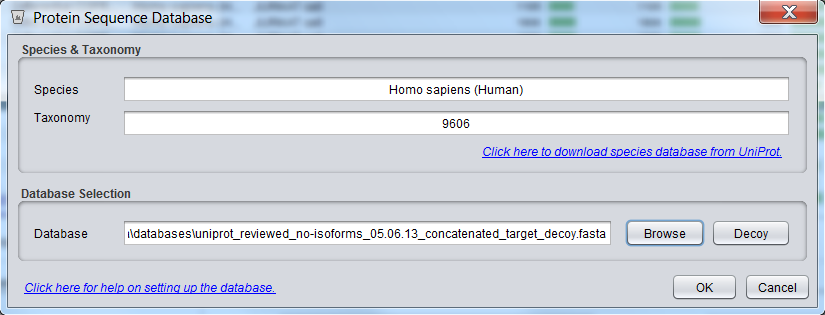 Protein Sequence Database
Species & Taxonomy
Species
Homo sapiens (Human)
Taxonomy
9606
Click here to download species database from UniProt.
Database Selection
Database
\databases\uniprot_reviewed_no-isoforms_05.06.13_concatenated_target_decoy.fasta
Browse
Decoy
Click here for help on setting up the database.
OK
Cancel